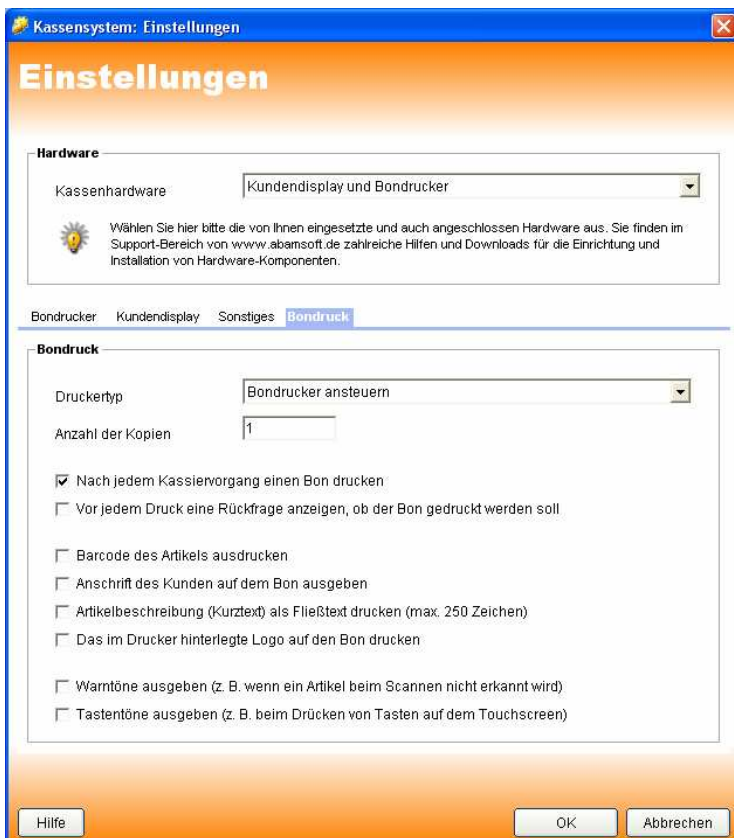 Kassensystem: Einstellungen
Einstellungen
Hardware
Kassenhardware
Kundendisplay und Bondrucker
Wählen Sie hier bitte die von Ihnen eingesetzte und auch angeschlossen Hardware aus. Sie finden im
Support-Bereich von www.abamsoft.de zahlreiche Hilfen und Downloads für die Einrichtung und
Installation von Hardware-Komponenten.
Bondrucker Kundendisplay Sonstiges Bondruck
Bondruck
Druckertyp
Bondrucker ansteuern
Anzahl der Kopien
1
Nach jedem Kassiervorgang einen Bon drucken
Vor jedem Druck eine Rückfrage anzeigen, ob der Bon gedruckt werden soll
Barcode des Artikels ausdrucken
Anschrift des Kunden auf dem Bon ausgeben
Artikelbeschreibung (Kurztext) als Fließtext drucken (max. 250 Zeichen)
Das im Drucker hinterlegte Logo auf den Bon drucken
Warntöne ausgeben (z. B. wenn ein Artikel beim Scannen nicht erkannt wird)
Tastentöne ausgeben (z. B. beim Drücken von Tasten auf dem Touchscreen)
Hilfe
OK
Abbrechen